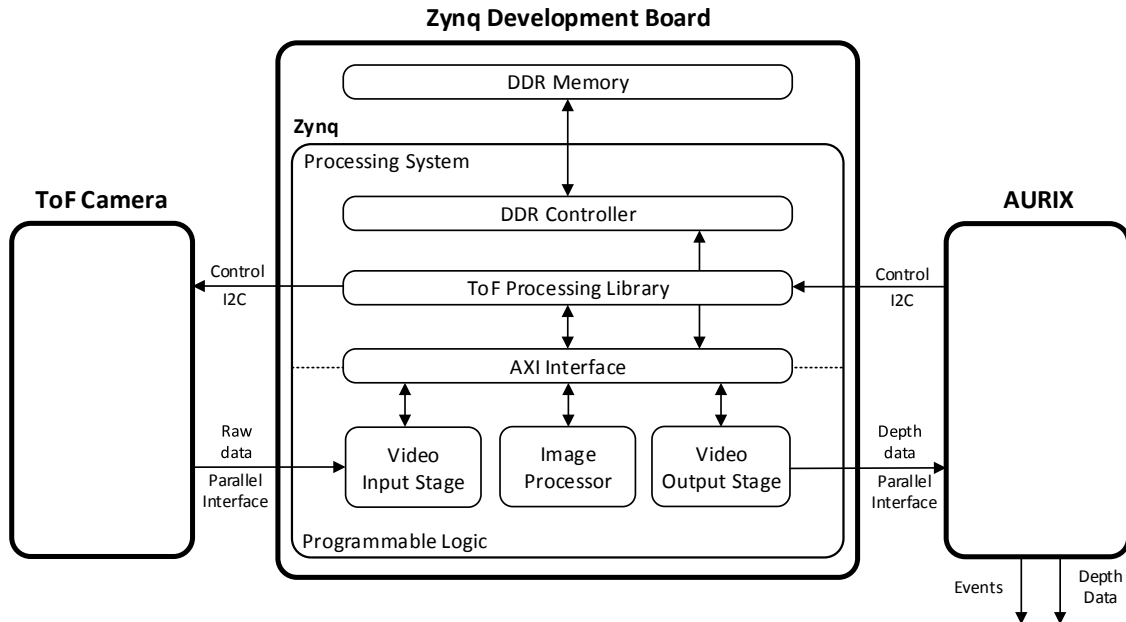 Zynq Development Board
DDR Memory
Zynq
Processing System
ToF Camera
DDR Controller
AURIX
Control
I2C
ToF Processing Library
Control
I2C
AXI Interface
Raw
data
Parallel
Interface
Video
Input Stage
Image
Processor
Video
Output Stage
Depth
data
Parallel
Interface
Programmable Logic
Events
Depth
Data